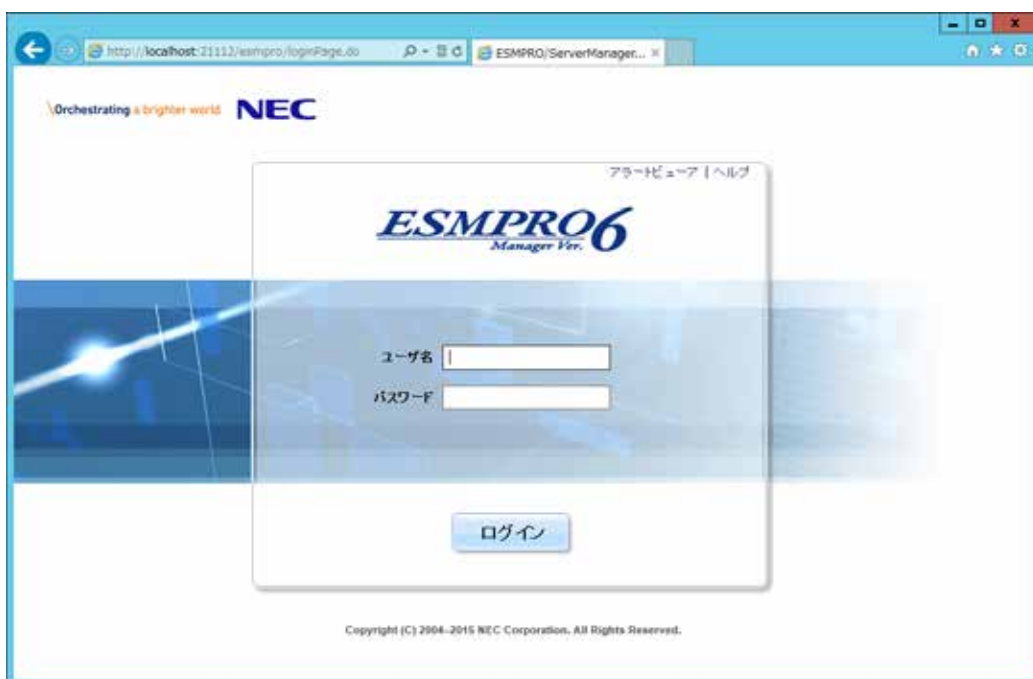 http://localhost:21112/esmpro/loginPage.do
ESMPRO/ServerManager...
\Orchestrating a brighter world
NEC
アラートビューア | ヘルプ
ESMPRO6
Manager Ver.
ユーザ名
パスワード
ログイン
Copyright (C) 2004-2015 NEC Corporation. All Rights Reserved.